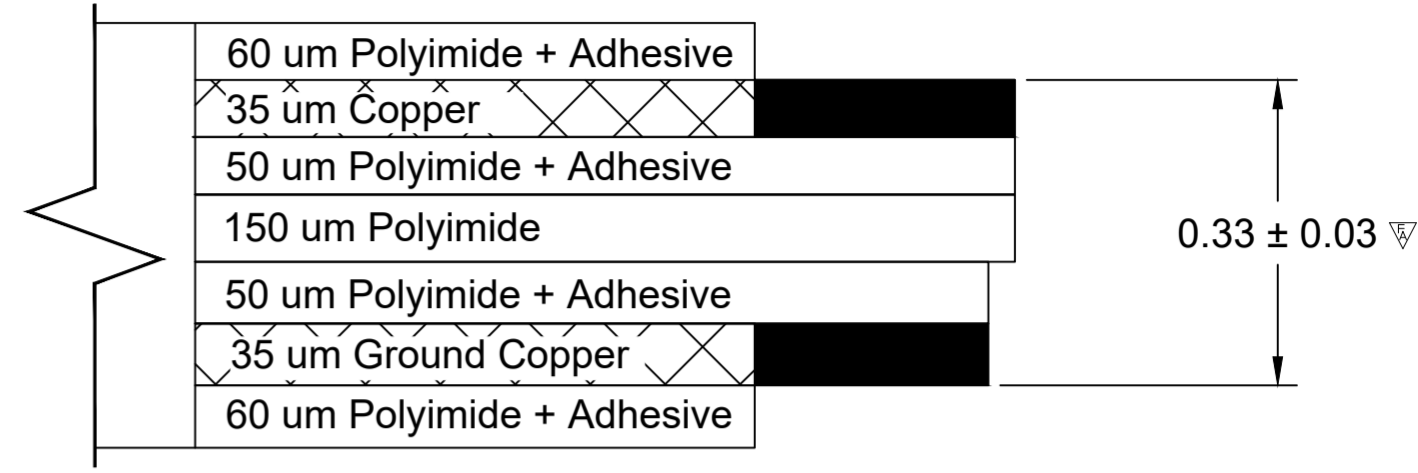 60 um Polyimide + Adhesive
35 um Copper
50 um Polyimide + Adhesive
150 um Polyimide
0.33 ± 0.03 FA
50 um Polyimide + Adhesive
35 um Ground Copper
60 um Polyimide + Adhesive